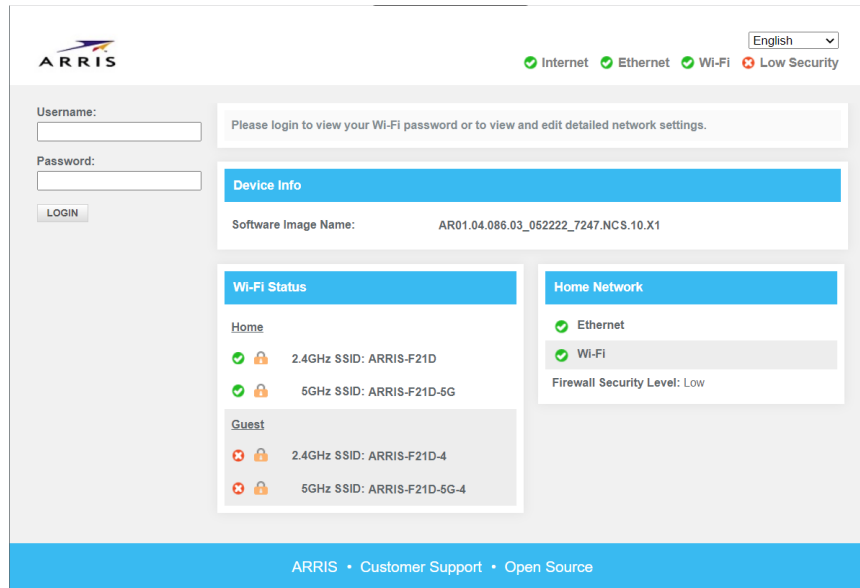 ARRIS
English
Internet Ethernet Wi-Fi Low Security
Username:
Password:
LOGIN
Please login to view your Wi-Fi password or to view and edit detailed network settings.
Device Info
Software Image Name: AR01.04.086.03_052222_7247.NCS.10.X1
Wi-Fi Status
Home
2.4GHz SSID: ARRIS-F21D
5GHz SSID: ARRIS-F21D-5G
Guest
2.4GHz SSID: ARRIS-F21D-4
5GHz SSID: ARRIS-F21D-5G-4
Home Network
Ethernet
Wi-Fi
Firewall Security Level: Low
ARRIS • Customer Support • Open Source